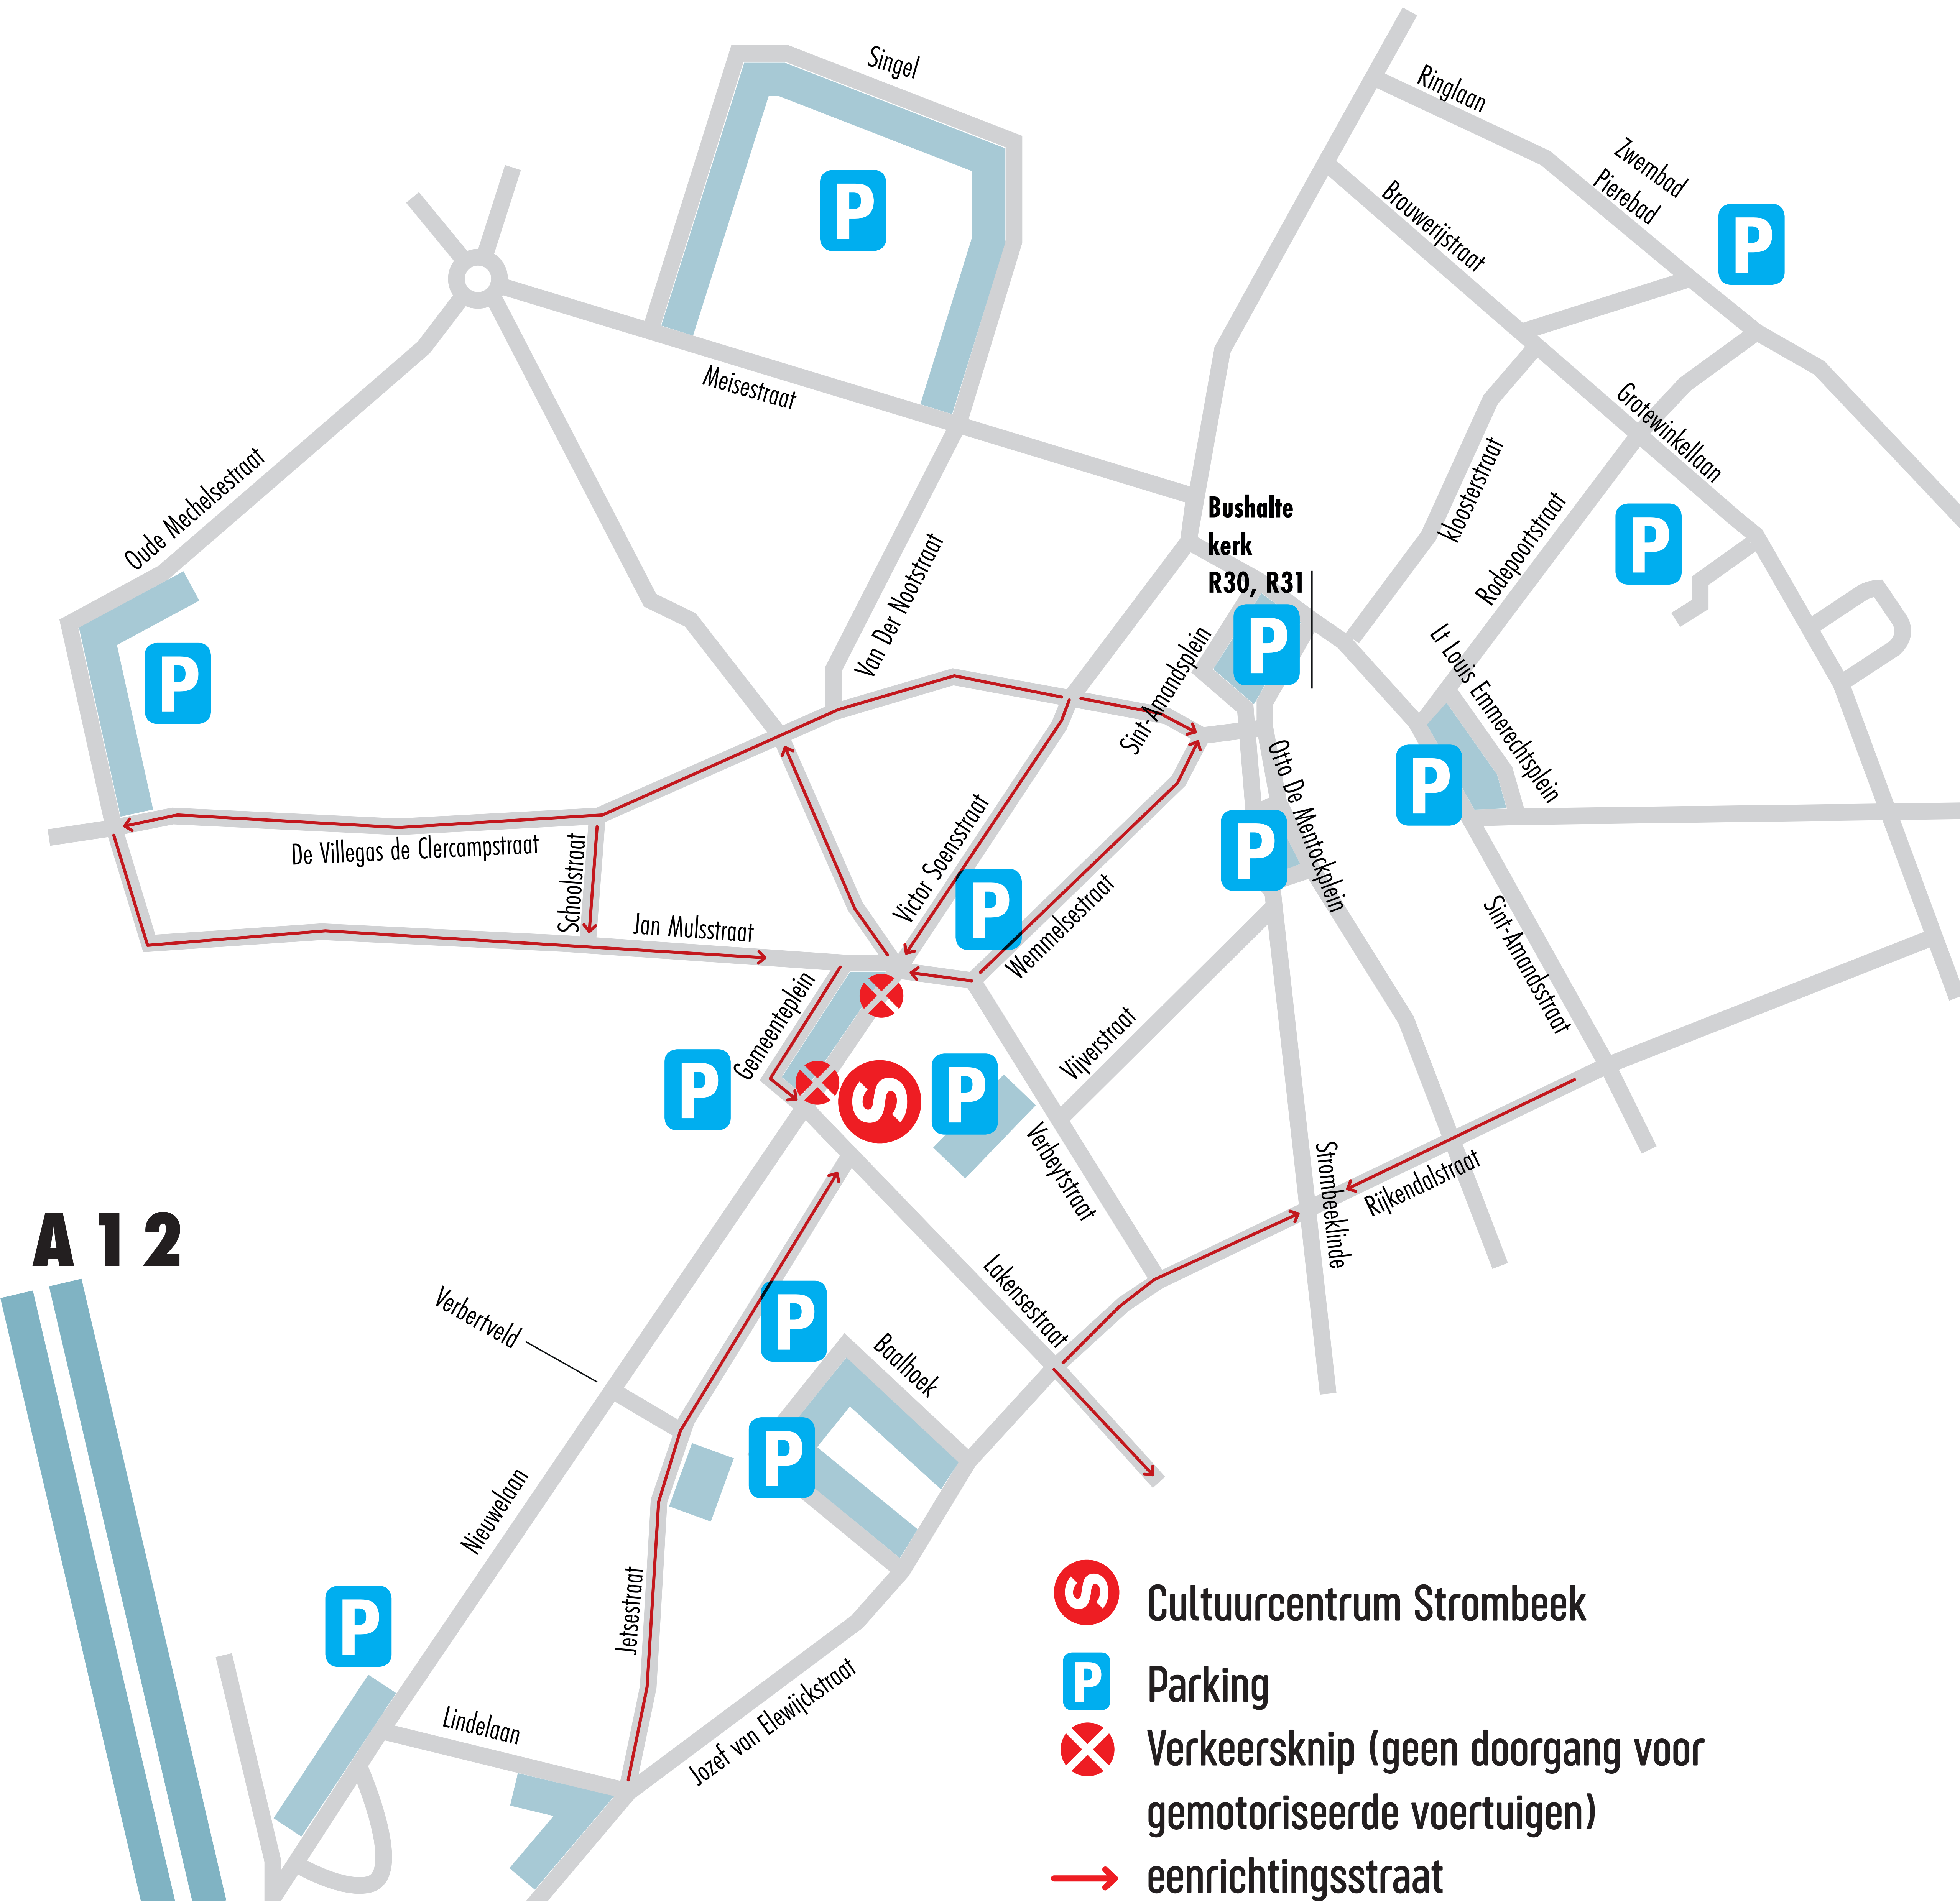 Singel
Ringlaan
Zwembad
Pierebad
P
P
Brouwerijstraat
Meisestraat
Grotewinkellaan
Oude Mechelsestraat
kloosterstraat
Bushalte
kerk
R30, R31
Rodepoortstraat
P
Van Der Nootstraat
P
P
Sint-Amandsplein
Lt Louis Emmerechtsplein
Otto De Mentockplein
P
P
De Villegas de Clercampstraat
Schoolstraat
Victor Soensstraat
P
Jan Mulsstraat
Wemmelsestraat
Sint-Amandsstraat
Gemeenteplein
Vijverstraat
P
S
P
Verbeytstraat
Strombeeklinde
Rijkendalstraat
A 12
Lakensestraat
Verbertveld
P
Baalhoek
P
Nieuwelaan
Jetsestraat
P
Lindelaan
Jozef van Elewijckstraat
S Cultuurcentrum Strombeek
P Parking
Verkeersknip (geen doorgang voor
gemotoriseerde voertuigen)
eenrichtingsstraat